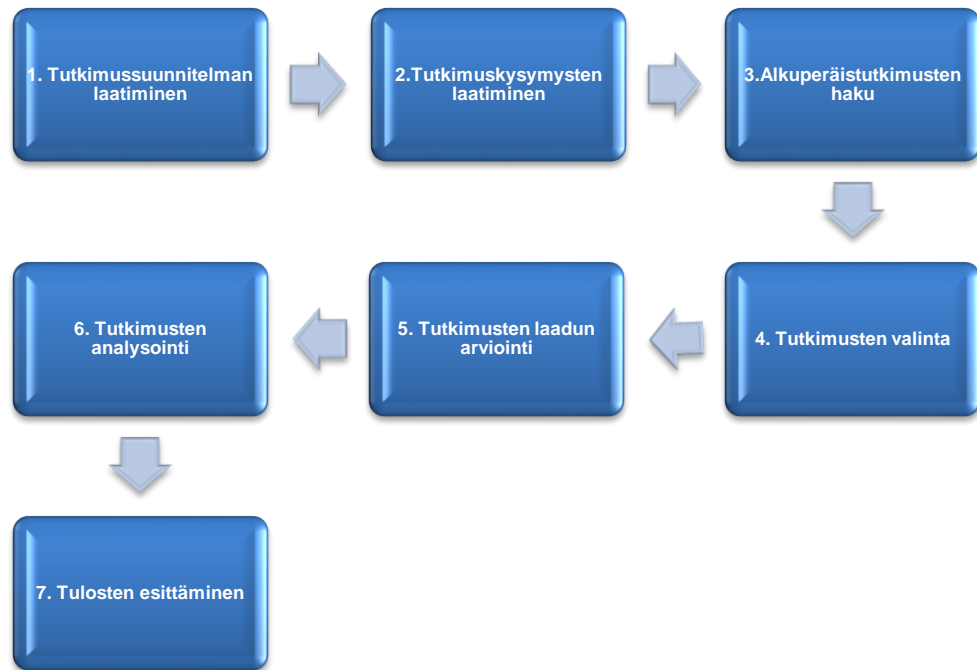 1. Tutkimussuunnitelman
laatiminen
2.Tutkimuskysymysten
laatiminen
3.Alkuperäistutkimusten
haku
4. Tutkimusten valinta
5. Tutkimusten laadun
arviointi
6. Tutkimusten
analysointi
7. Tulosten esittäminen